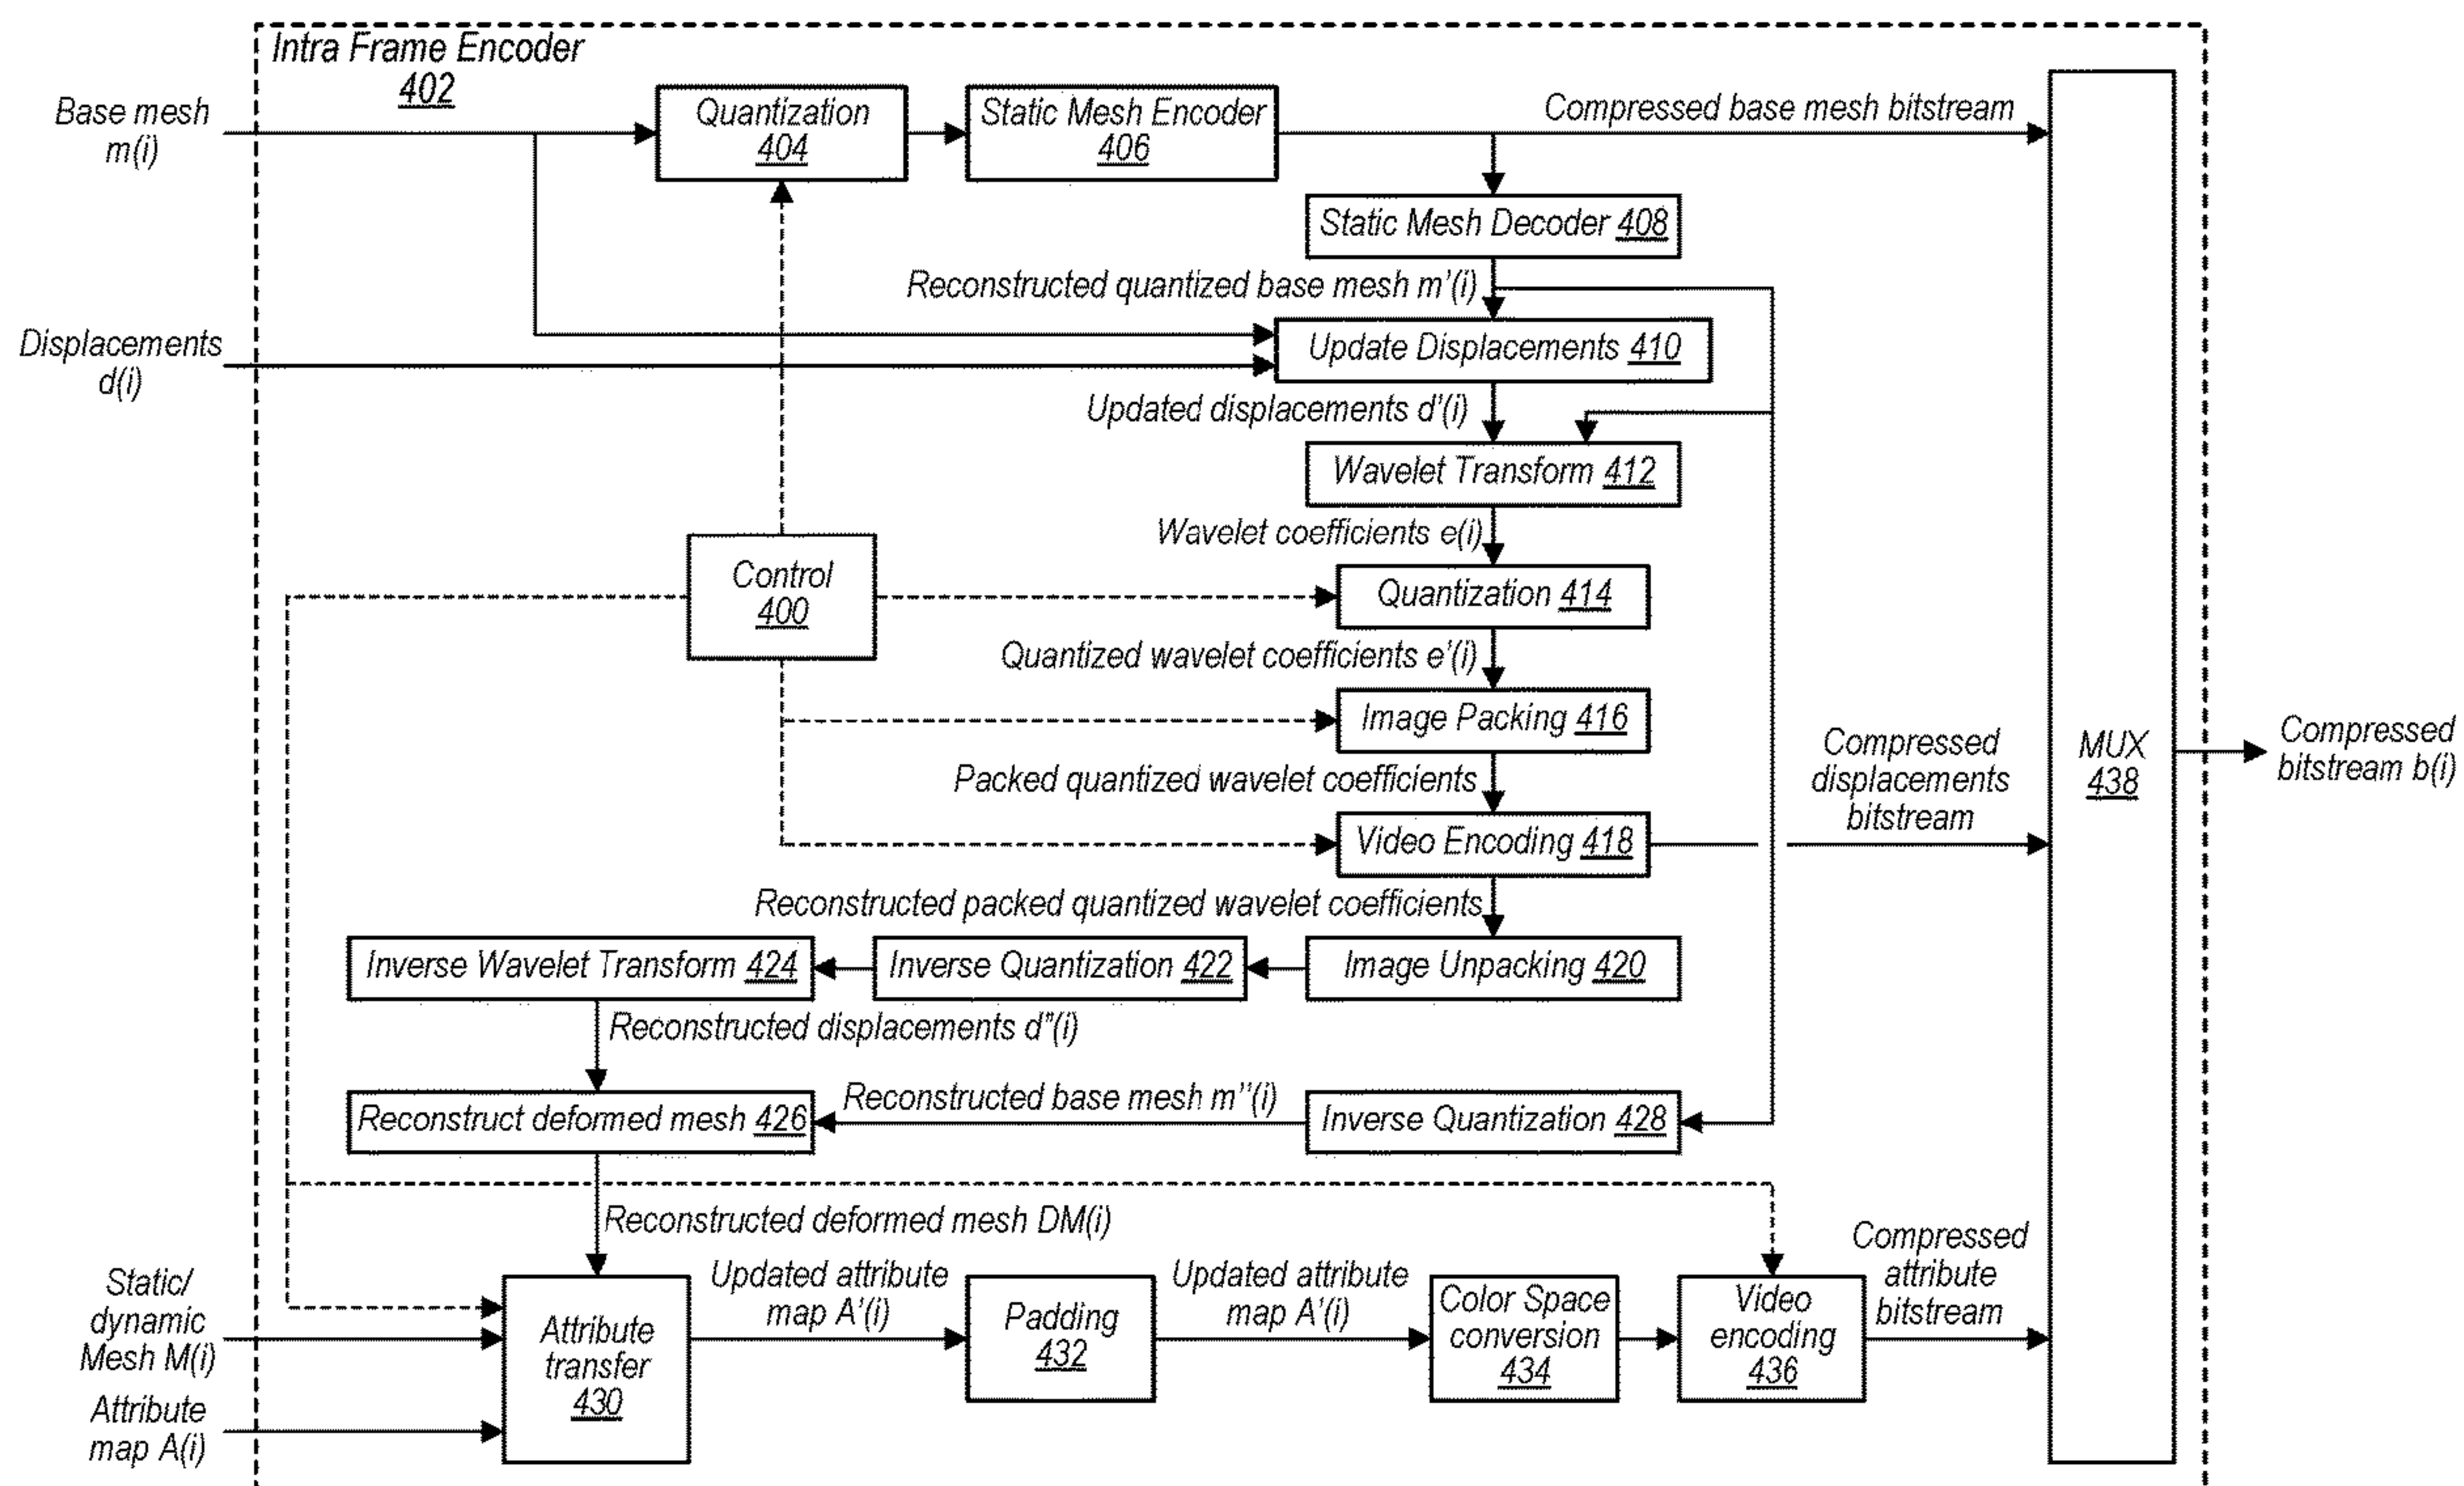 Intra Frame Encoder
402
Base mesh
m(i)
Quantization
404
Static Mesh Encoder
406
Compressed base mesh bitstream
Static Mesh Decoder 408
Reconstructed quantized base mesh m'(i)
Displacements
d(i)
Update Displacements 410
Updated displacements d'(i)
Wavelet Transform 412
Wavelet coefficients e(i)
Control
400
Quantization 414
Quantized wavelet coefficients e'(i)
Image Packing 416
Packed quantized wavelet coefficients
Video Encoding 418
Compressed
displacements
bitstream
MUX
438
Compressed
bitstream b(i)
Reconstructed packed quantized wavelet coefficients
Inverse Wavelet Transform 424
Inverse Quantization 422
Image Unpacking 420
Reconstructed displacements d"(i)
Reconstruct deformed mesh 426
Reconstructed base mesh m''(i)
Inverse Quantization 428
Reconstructed deformed mesh DM(i)
Static/
dynamic
Mesh M(i)
Attribute
map A(i)
Attribute
transfer
430
Updated attribute
map A'(i)
Padding
432
Updated attribute
map A'(i)
Color Space
conversion
434
Video
encoding
436
Compressed
attribute
bitstream